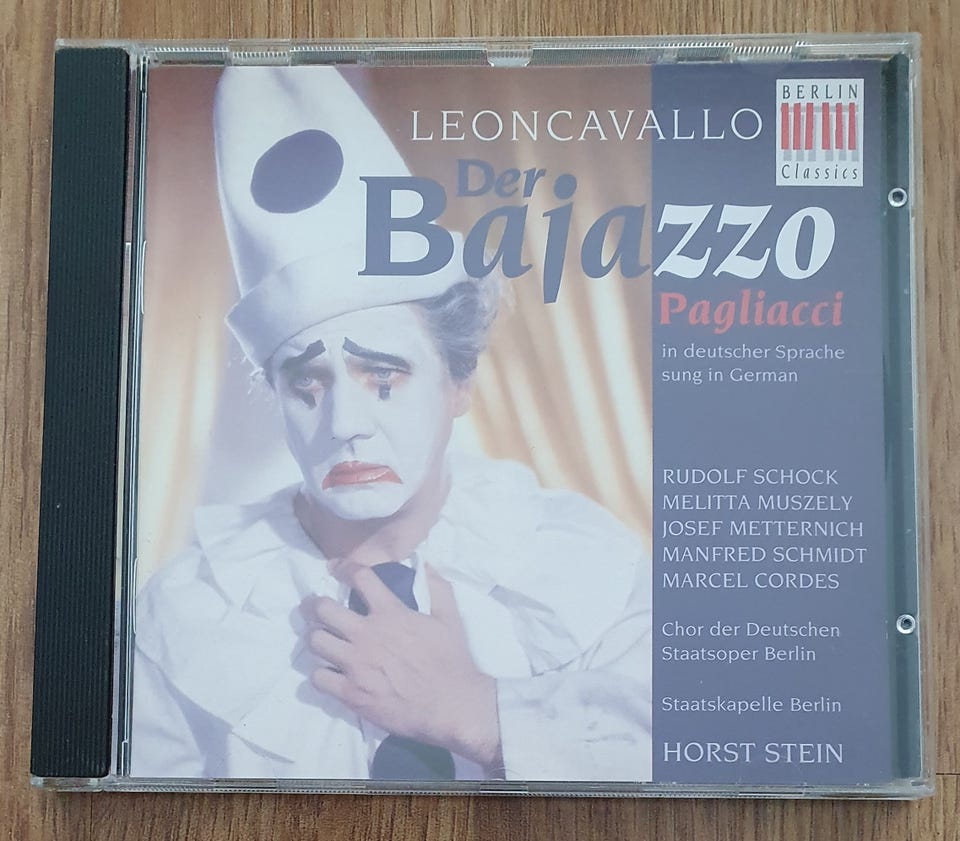 LEONCAVALLO
BERLIN
Classics
Der
Bajazzo
Pagliacci
in deutscher Sprache
sung in German
RUDOLF SCHOCK
MELITTA MUSZELY
JOSEF METTERNICH
MANFRED SCHMIDT
MARCEL CORDES
Chor der Deutschen
Staatsoper Berlin
Staatskapelle Berlin
HORST STEIN